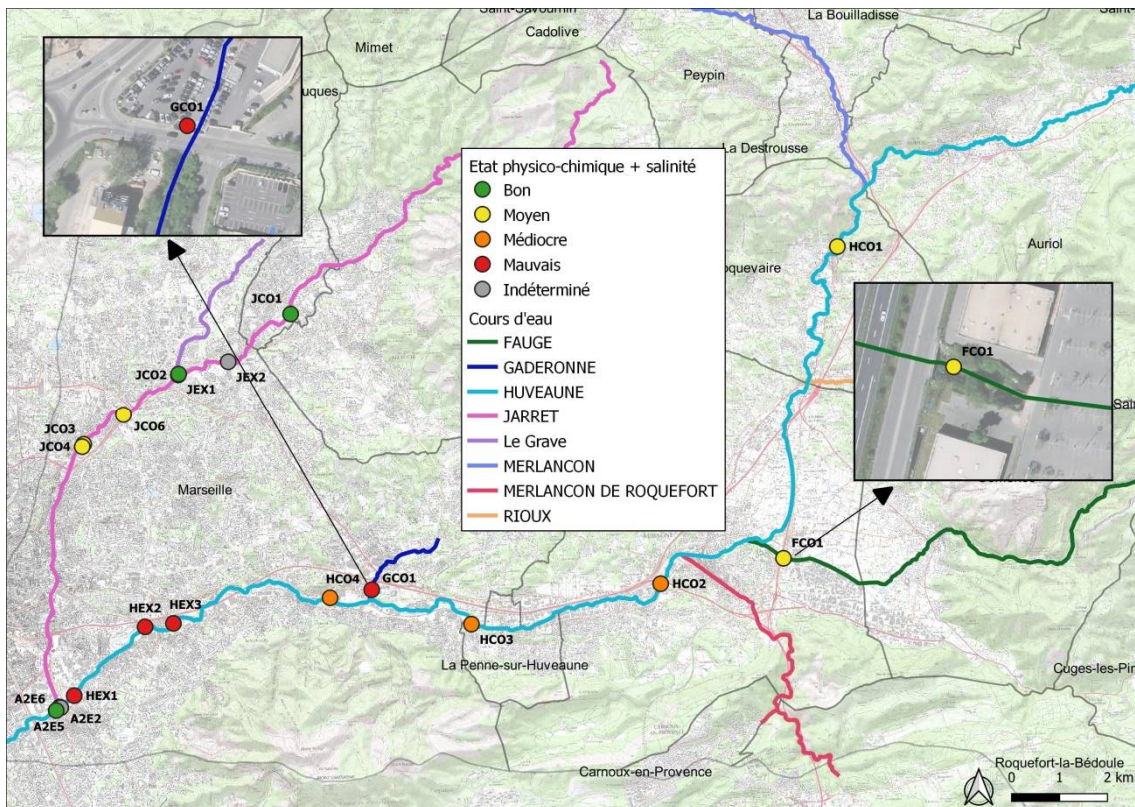 Saint-Savournin
Cadolive
La Bouilladisse
Mimet
Peypin
GCO1
La Destrousse
Etat physico-chimique + salinité
Bon
Moyen
Médiocre
Mauvais
Indéterminé
Cours d'eau
FAUGE
GADERONNE
HUVEAUNE
JARRET
Le Grave
MERLANCON
MERLANCON DE ROQUEFORT
RIOUX
HCO1
Auriol
JCO1
FCO1
JCO2
JEX1
JEX2
JCO3
JCO4
JCO6
Marseille
FCO1
HCO4
GCO1
HCO2
HEX2
HEX3
HCO3
La Penne-sur-Huveaune
HEX1
A2E6
A2E2
A2E5
Carnoux-en-Provence
Roquefort-la-Bédoule
0 1 2 km